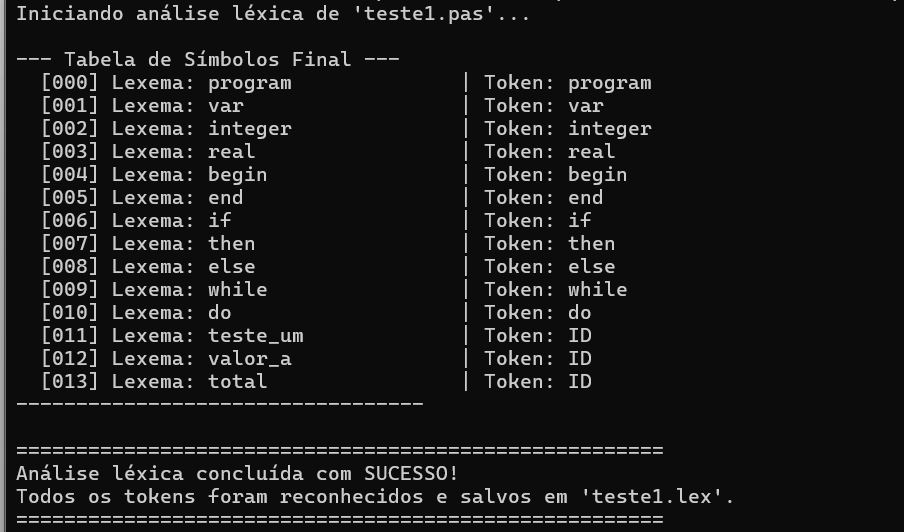 Iniciando análise léxica de 'teste1.pas'...
--- Tabela de Símbolos Final ---
[000] Lexema: program | Token: program
[001] Lexema: var | Token: var
[002] Lexema: integer | Token: integer
[003] Lexema: real | Token: real
[004] Lexema: begin | Token: begin
[005] Lexema: end | Token: end
[006] Lexema: if | Token: if
[007] Lexema: then | Token: then
[008] Lexema: else | Token: else
[009] Lexema: while | Token: while
[010] Lexema: do | Token: do
[011] Lexema: teste_um | Token: ID
[012] Lexema: valor_a | Token: ID
[013] Lexema: total | Token: ID
----------------------------------
======================================================
Análise léxica concluída com SUCESSO!
Todos os tokens foram reconhecidos e salvos em 'teste1.lex'.
======================================================